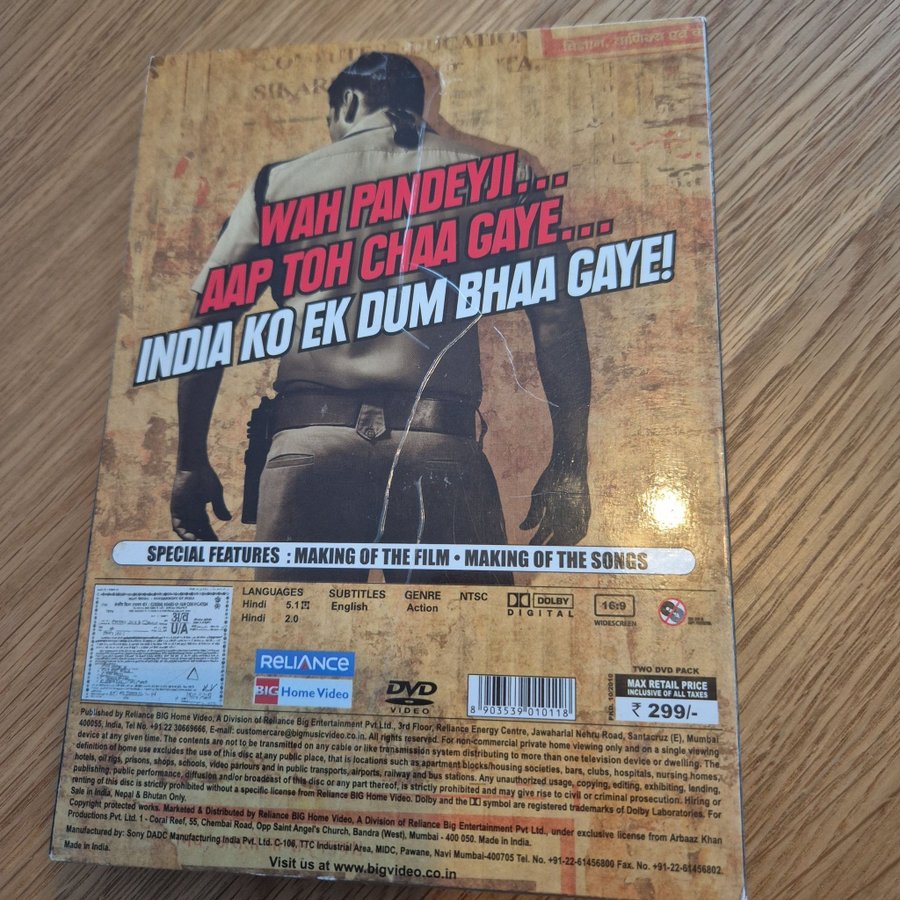 विज्ञान, वाणिज्य एवं क
COMPUTER EDUCATION
SIKAR
WAH PANDEYJI...
AAP TOH CHAA GAYE...
INDIA KO EK DUM BHAA GAYE!
SPECIAL FEATURES : MAKING OF THE FILM • MAKING OF THE SONGS
LANGUAGES SUBTITLES GENRE NTSC
Hindi 5.1 English Action
Hindi 2.0
DOLBY
DIGITAL
16:9
WIDESCREEN
अ/व
U/A
RELIANCE
BIG Home Video
DVD
VIDEO
8 903539 010118
PKD. 10/2010
TWO DVD PACK
MAX RETAIL PRICE
INCLUSIVE OF ALL TAXES
₹ 299/-
Published by Reliance BIG Home Video, A Division of Reliance Big Entertainment Pvt Ltd., 3rd Floor, Reliance Energy Centre, Jawaharlal Nehru Road, Santacruz (E), Mumbai
400055, India. Tel No. +91-22 30669666, E-mail: customercare@bigmusicvideo.co.in. All rights reserved. For non-commercial private home viewing only and on a single viewing
device at any given time. The contents are not to be transmitted on any cable or like transmission system distributing to more than one television device or dwelling. The
definition of home use excludes the use of this disc at any public place, that is locations such as apartment blocks/housing societies, bars, clubs, hospitals, nursing homes,
hotels, oil rigs, prisons, shops, schools, video parlours and in public transports, airports, railway and bus stations. Any unauthorized usage, copying, editing, exhibiting, lending,
publishing, public performance, diffusion and/or broadcast of this disc or any part thereof, is strictly prohibited and may give rise to civil or criminal prosecution. Hiring or
renting of this disc is strictly prohibited without a specific license from Reliance BIG Home Video. Dolby and the symbol are registered trademarks of Dolby Laboratories. For
Sale in India, Nepal & Bhutan Only.
Copyright protected works. Marketed & Distributed by Reliance BIG Home Video, A Division of Reliance Big Entertainment Pvt Ltd., under exclusive license from Arbaaz Khan
Productions Pvt. Ltd. 1 - Coral Reef, 55, Chembai Road, Opp Saint Angel's Church, Bandra (West), Mumbai - 400 050. Made in India.
Manufactured by: Sony DADC Manufacturing India Pvt. Ltd. C-106, TTC Industrial Area, MIDC, Pawane, Navi Mumbai-400705 Tel. No. +91-22-61456800 Fax. No. +91-22-61456802.
Made in India.
Visit us at www.bigvideo.co.in